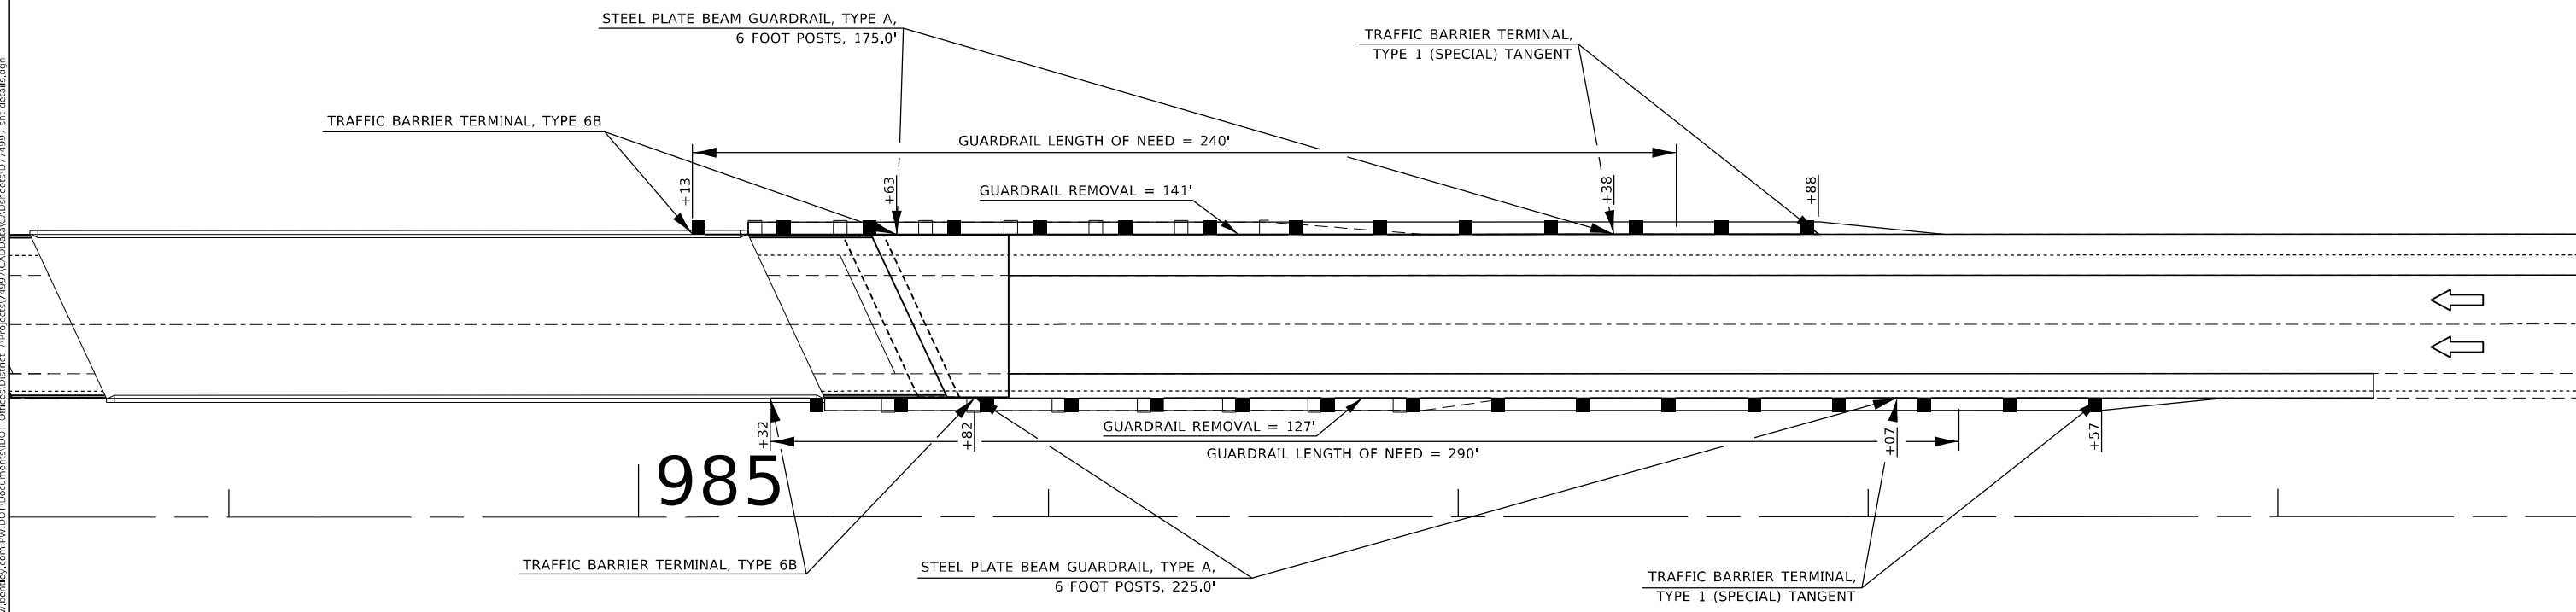 STEEL PLATE BEAM GUARDRAIL, TYPE A,
6 FOOT POSTS, 175.0'
TRAFFIC BARRIER TERMINAL,
TYPE 1 (SPECIAL) TANGENT
TRAFFIC BARRIER TERMINAL, TYPE 6B
GUARDRAIL LENGTH OF NEED = 240'
GUARDRAIL REMOVAL = 141'
+13
+63
+38
+88
GUARDRAIL REMOVAL = 127'
GUARDRAIL LENGTH OF NEED = 290'
+32
+82
+07
+57
985
TRAFFIC BARRIER TERMINAL, TYPE 6B
STEEL PLATE BEAM GUARDRAIL, TYPE A,
6 FOOT POSTS, 225.0'
TRAFFIC BARRIER TERMINAL,
TYPE 1 (SPECIAL) TANGENT